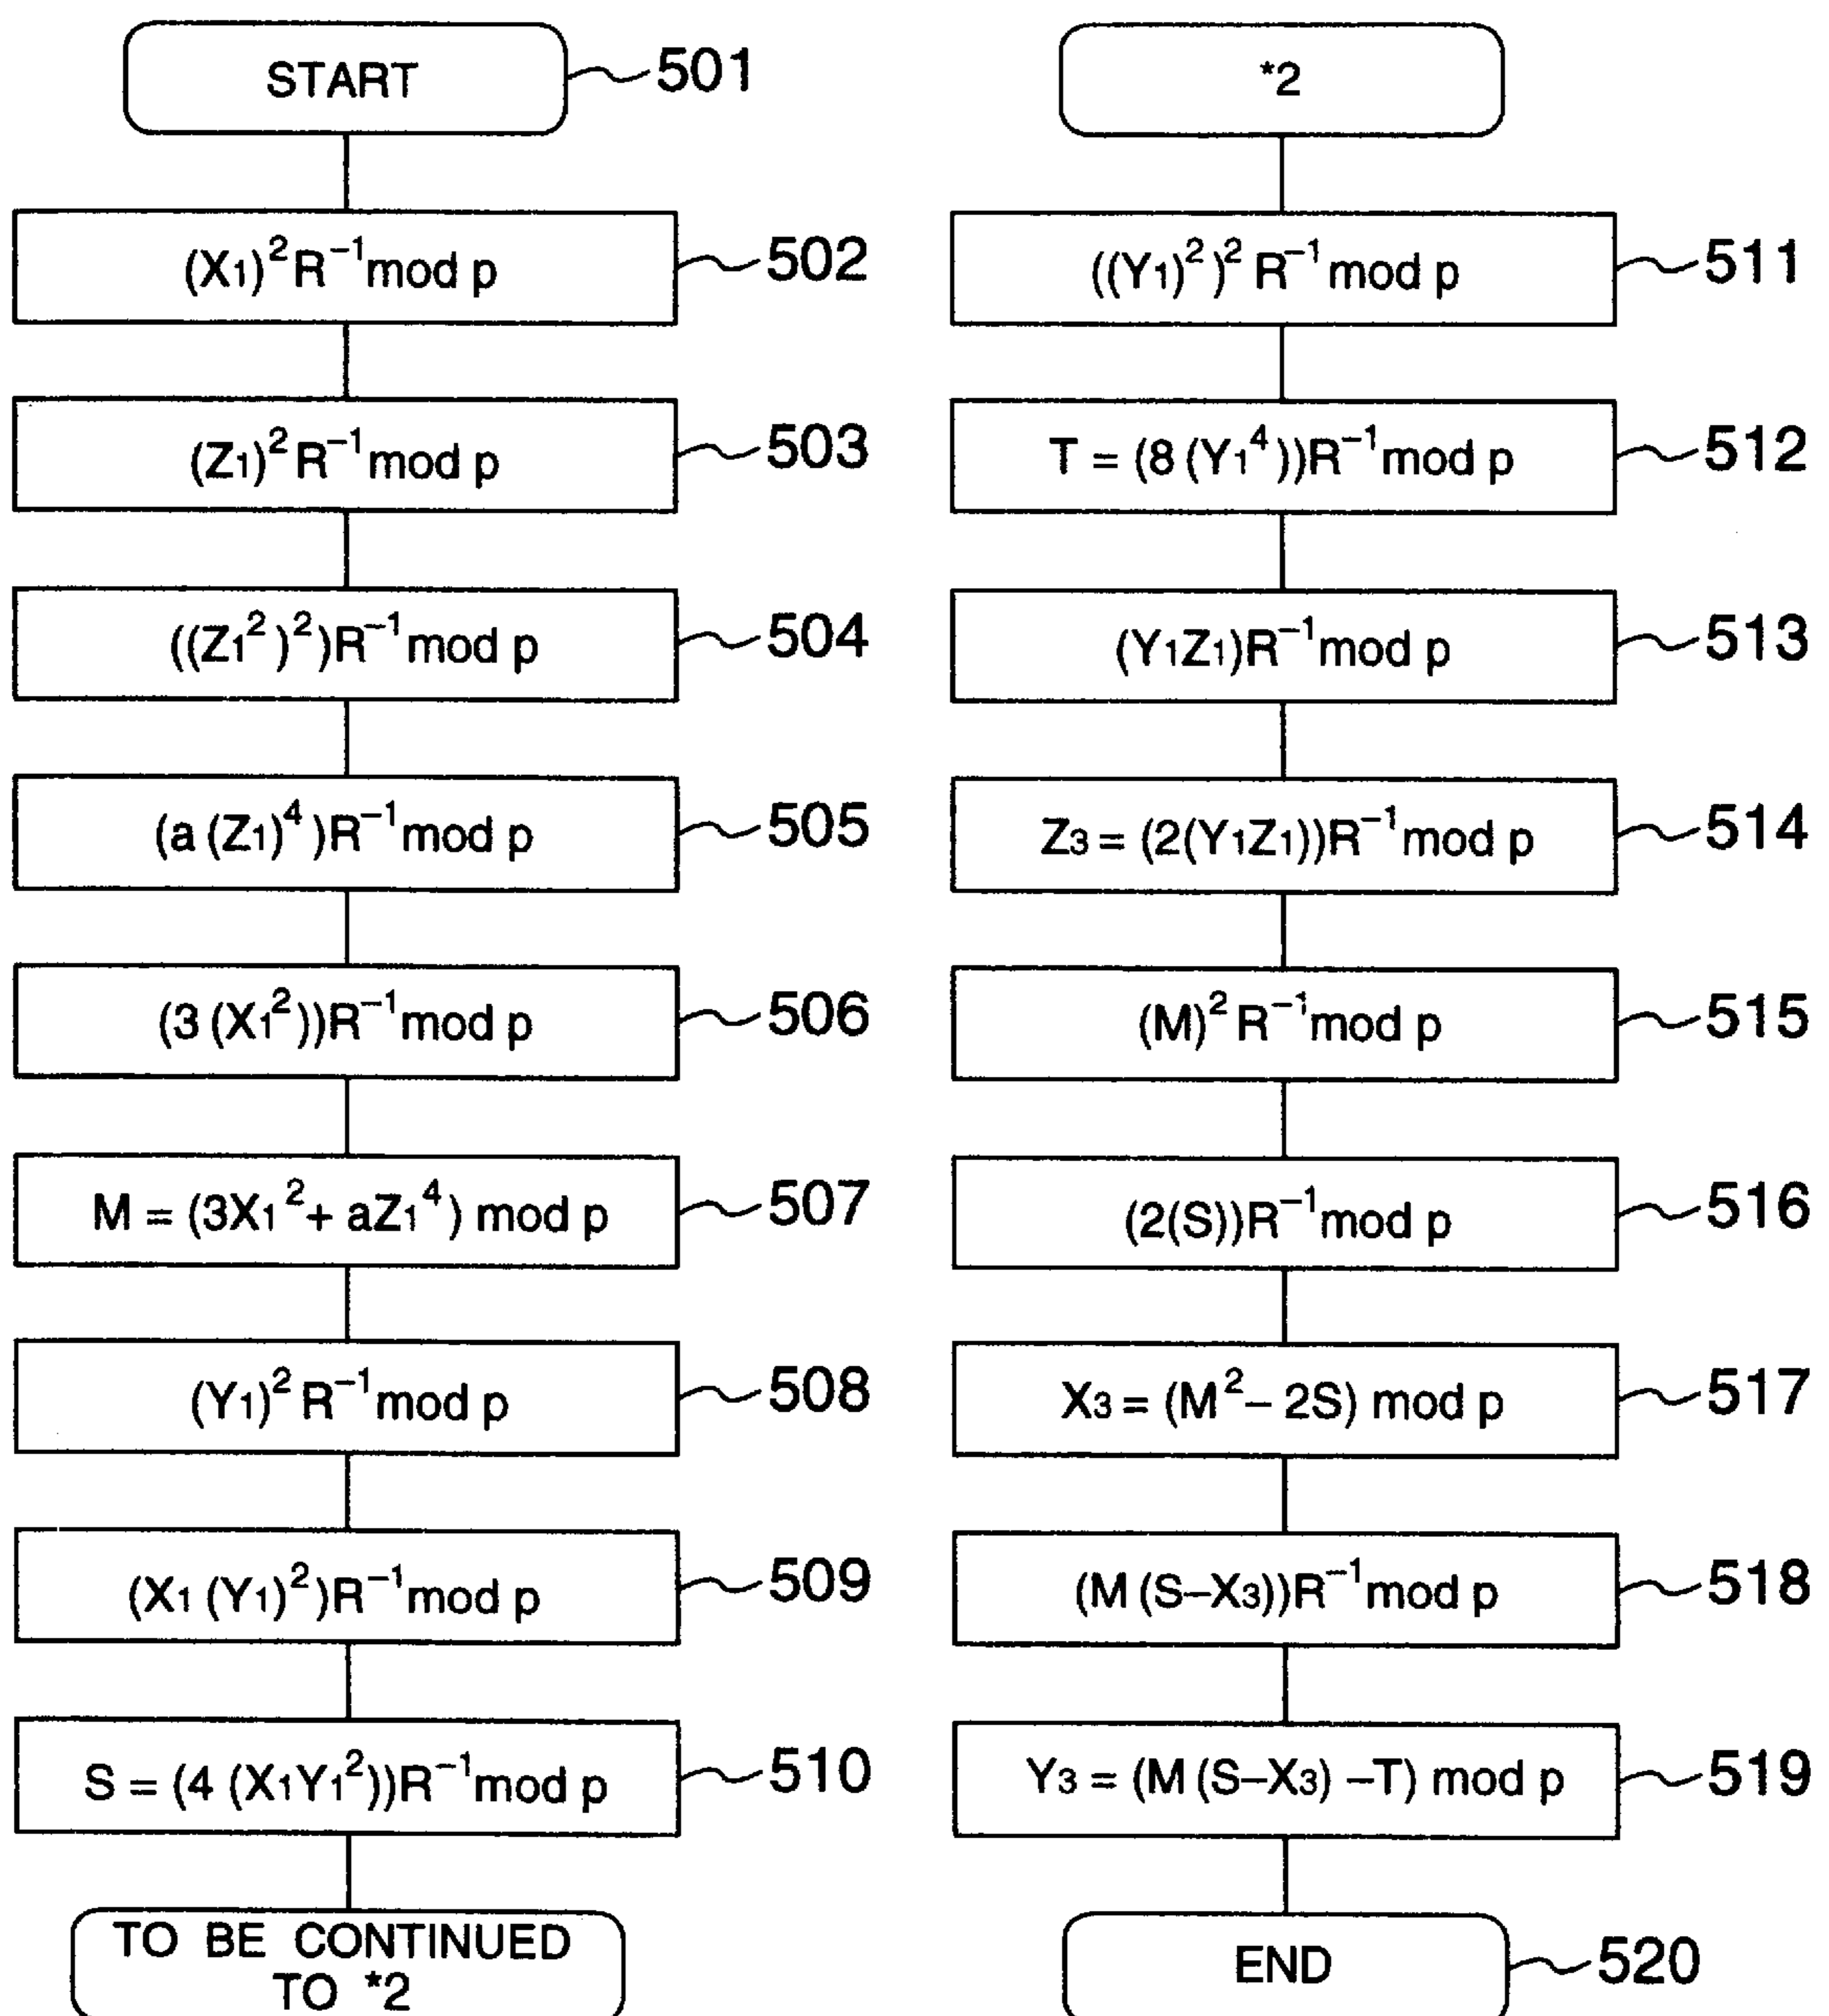 START
501
(X₁)²R⁻¹mod p
502
(Z₁)²R⁻¹mod p
503
((Z₁²)²)R⁻¹mod p
504
(a(Z₁)⁴)R⁻¹mod p
505
(3(X₁²))R⁻¹mod p
506
M = (3X₁²+ aZ₁⁴) mod p
507
(Y₁)²R⁻¹mod p
508
(X₁(Y₁)²)R⁻¹mod p
509
S = (4(X₁Y₁²))R⁻¹mod p
510
TO BE CONTINUED
TO *2
*2
((Y₁)²)²R⁻¹mod p
511
T = (8(Y₁⁴))R⁻¹mod p
512
(Y₁Z₁)R⁻¹mod p
513
Z₃ = (2(Y₁Z₁))R⁻¹mod p
514
(M)²R⁻¹mod p
515
(2(S))R⁻¹mod p
516
X₃ = (M²– 2S) mod p
517
(M(S–X₃))R⁻¹mod p
518
Y₃ = (M(S–X₃) –T) mod p
519
END
520